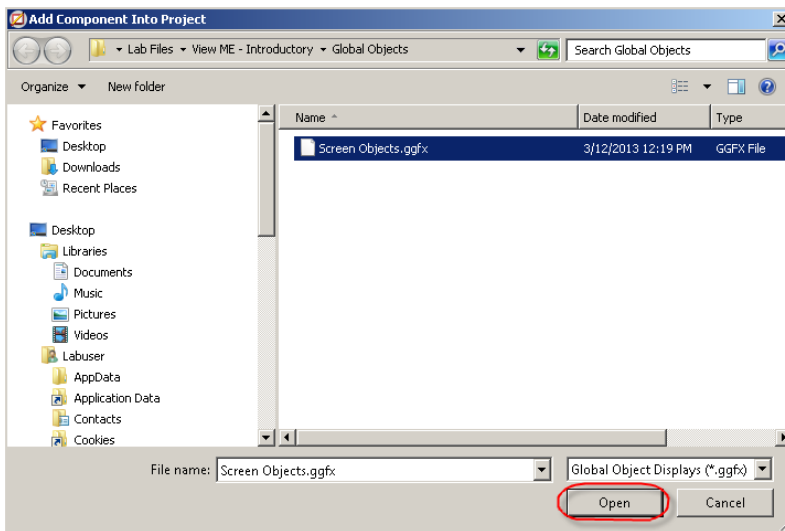 Add Component Into Project
Lab Files View ME - Introductory Global Objects
Search Global Objects
Organize New folder
Favorites
Desktop
Downloads
Recent Places
Desktop
Libraries
Documents
Music
Pictures
Videos
Labuser
AppData
Application Data
Contacts
Cookies
Name Date modified Type
Screen Objects.ggfx 3/12/2013 12:19 PM GGFX File
File name: Screen Objects.ggfx Global Object Displays (*.ggfx)
Open Cancel